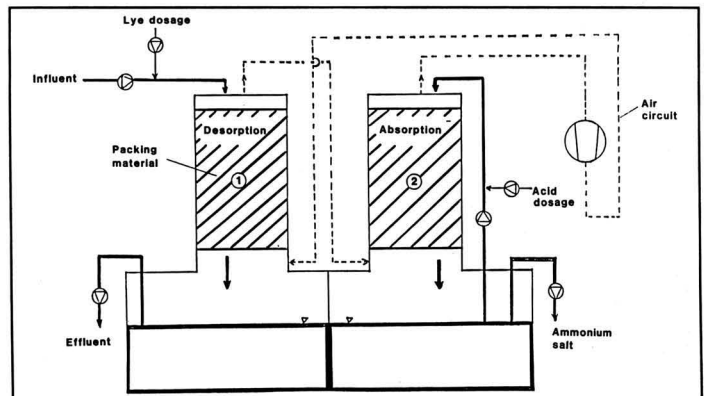 Lye dosage
Influent
Desorption
Absorption
Air
circuit
Packing
material
1
2
Acid
dosage
Effluent
Ammonium
salt